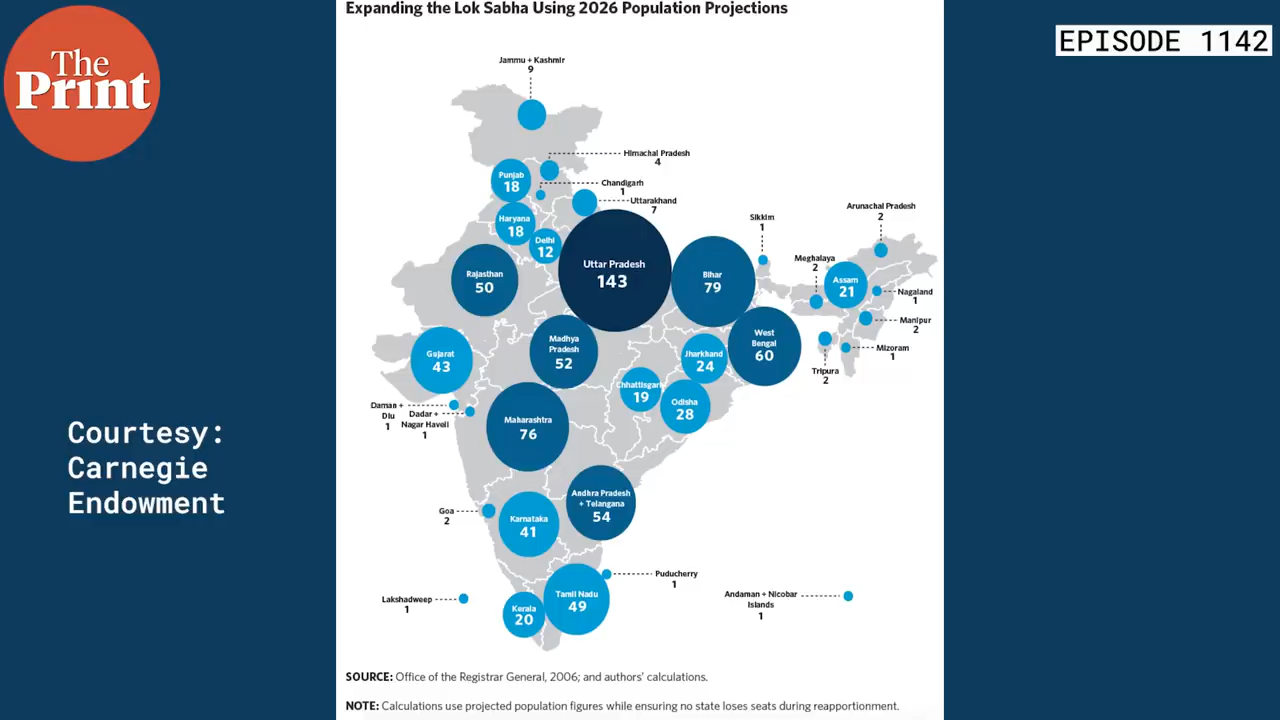 The
Print
EPISODE 1142
Courtesy:
Carnegie
Endowment
Expanding the Lok Sabha Using 2026 Population Projections
Jammu + Kashmir
9
Himachal Pradesh
4
Punjab
18
Chandigarh
1
Uttarakhand
7
Haryana
18
Delhi
12
Uttar Pradesh
143
Rajasthan
50
Bihar
79
Sikkim
1
Arunachal Pradesh
2
Meghalaya
2
Assam
21
Nagaland
1
Manipur
2
Mizoram
1
Tripura
2
West
Bengal
60
Jharkhand
24
Madhya
Pradesh
52
Gujarat
43
Chhattisgarh
19
Odisha
28
Daman +
Diu
1
Dadar +
Nagar Haveli
1
Maharashtra
76
Andhra Pradesh
+ Telangana
54
Goa
2
Karnataka
41
Puducherry
1
Lakshadweep
1
Kerala
20
Tamil Nadu
49
Andaman + Nicobar
Islands
1
SOURCE: Office of the Registrar General, 2006; and authors' calculations.
NOTE: Calculations use projected population figures while ensuring no state loses seats during reapportionment.